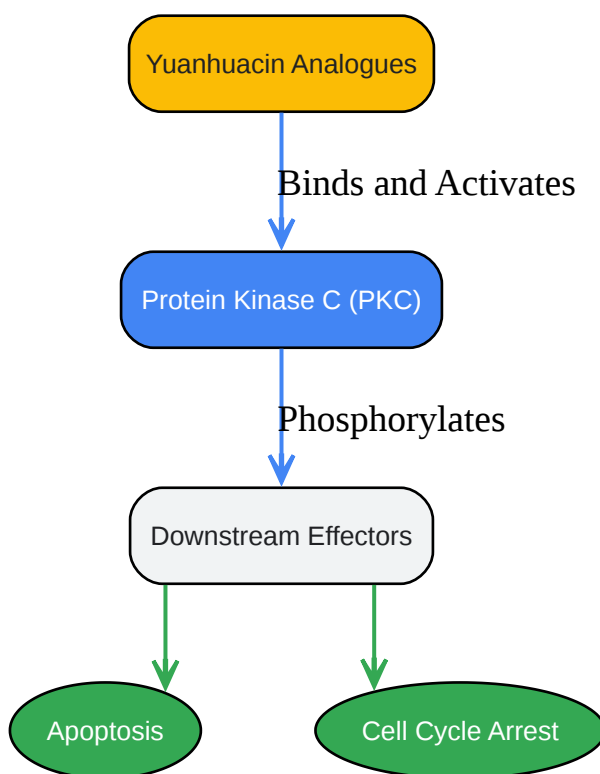 Yuanhuacin Analogues
Binds and Activates
Protein Kinase C (PKC)
Phosphorylates
Downstream Effectors
Apoptosis
Cell Cycle Arrest